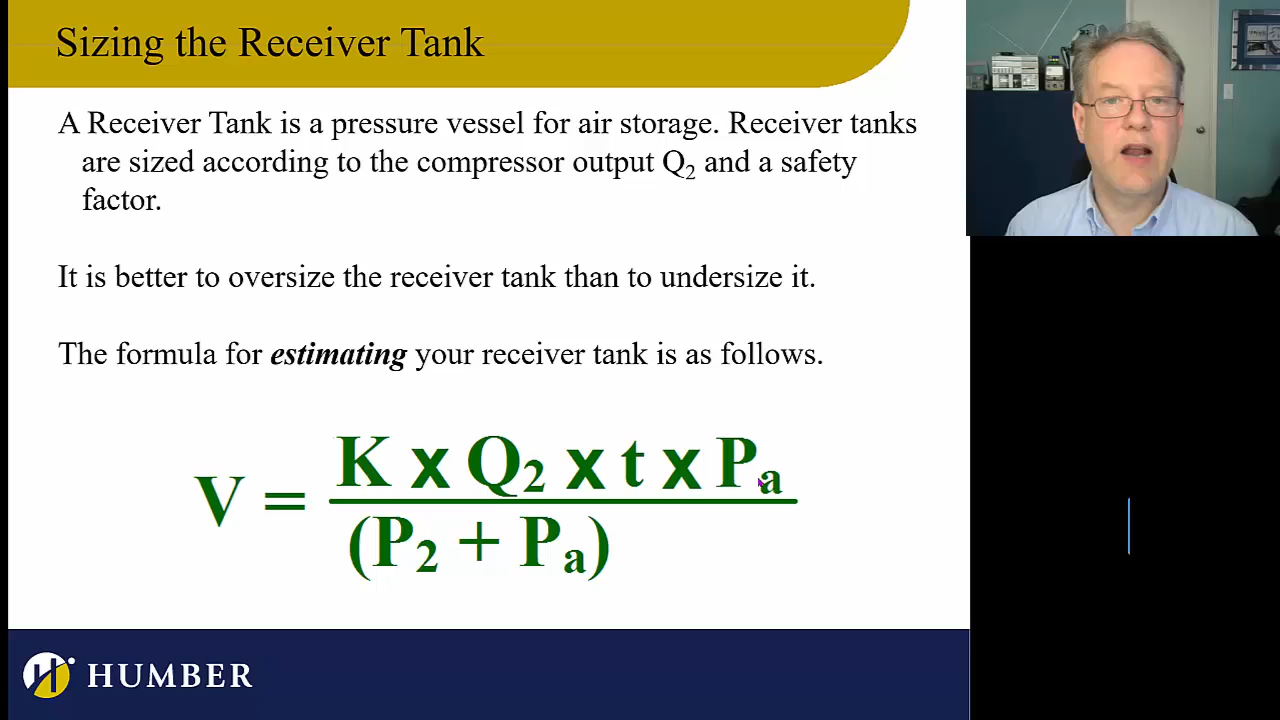 Sizing the Receiver Tank
A Receiver Tank is a pressure vessel for air storage. Receiver tanks
are sized according to the compressor output Q₂ and a safety
factor.
It is better to oversize the receiver tank than to undersize it.
The formula for estimating your receiver tank is as follows.
V = K x Q₂ x t x Pₐ
(P₂ + Pₐ)
HUMBER